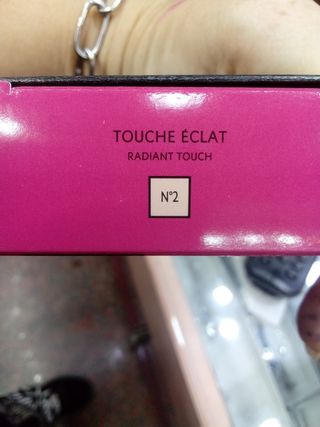 TOUCHE ÉCLAT
RADIANT TOUCH
N°2